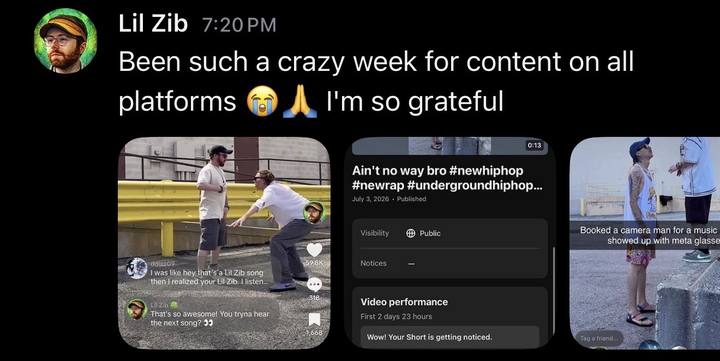 Lil Zib 7:20 PM
Been such a crazy week for content on all
platforms 😭🙏 I'm so grateful
I was like hey that's a Lil Zib song
then I realized your Lil Zib. I listen...
Lil Zib
That's so awesome! You tryna hear
the next song? 👀
59.8K
318
1,668
0:13
Ain't no way bro #newhiphop
#newrap #undergroundhiphop...
July 3, 2026 • Published
Visibility Public
Notices —
Video performance
First 2 days 23 hours
Wow! Your Short is getting noticed.
Booked a camera man for a music
showed up with meta glasse
Tag a friend...